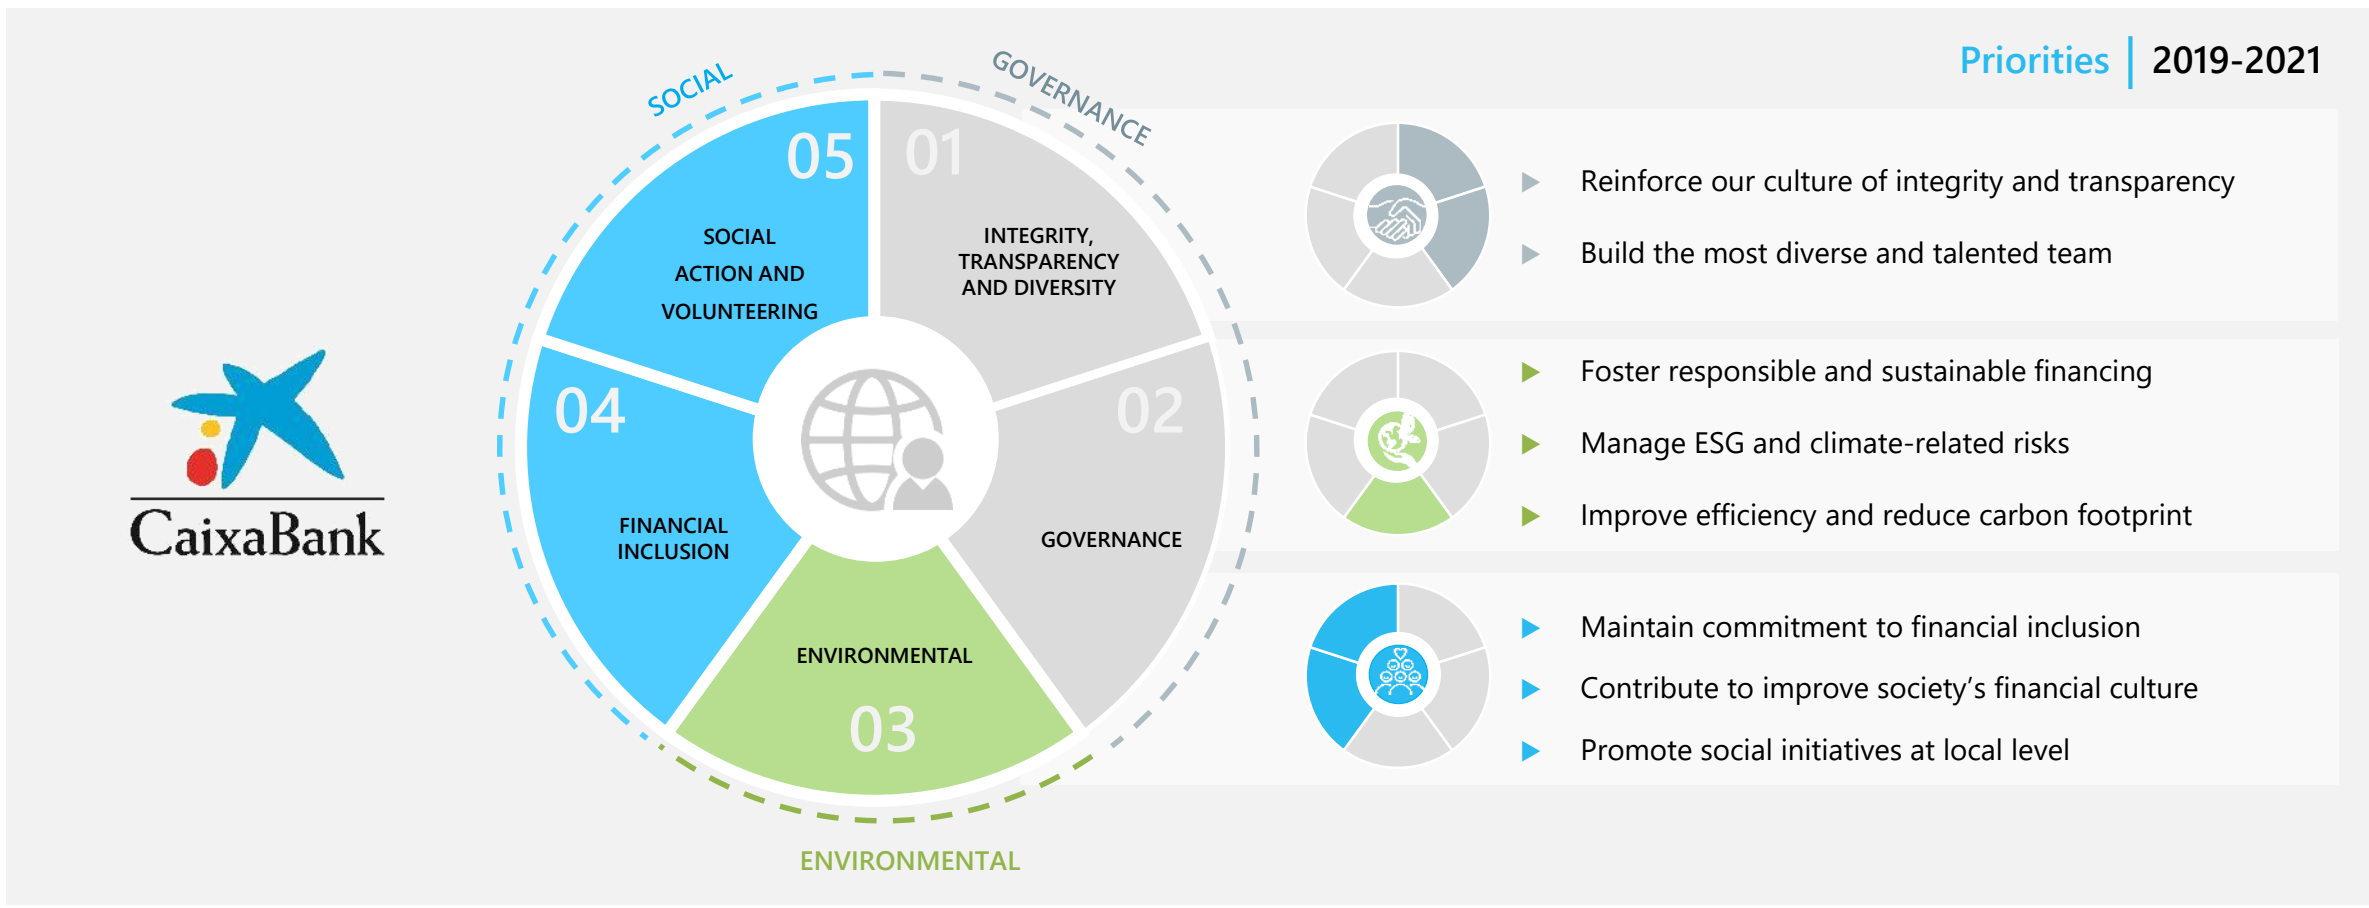 Priorities | 2019-2021
SOCIAL
GOVERNANCE
05
SOCIAL
ACTION AND
VOLUNTEERING
01
INTEGRITY,
TRANSPARENCY
AND DIVERSITY
04
FINANCIAL
INCLUSION
02
GOVERNANCE
ENVIRONMENTAL
03
ENVIRONMENTAL
CaixaBank
Reinforce our culture of integrity and transparency
Build the most diverse and talented team
Foster responsible and sustainable financing
Manage ESG and climate-related risks
Improve efficiency and reduce carbon footprint
Maintain commitment to financial inclusion
Contribute to improve society’s financial culture
Promote social initiatives at local level